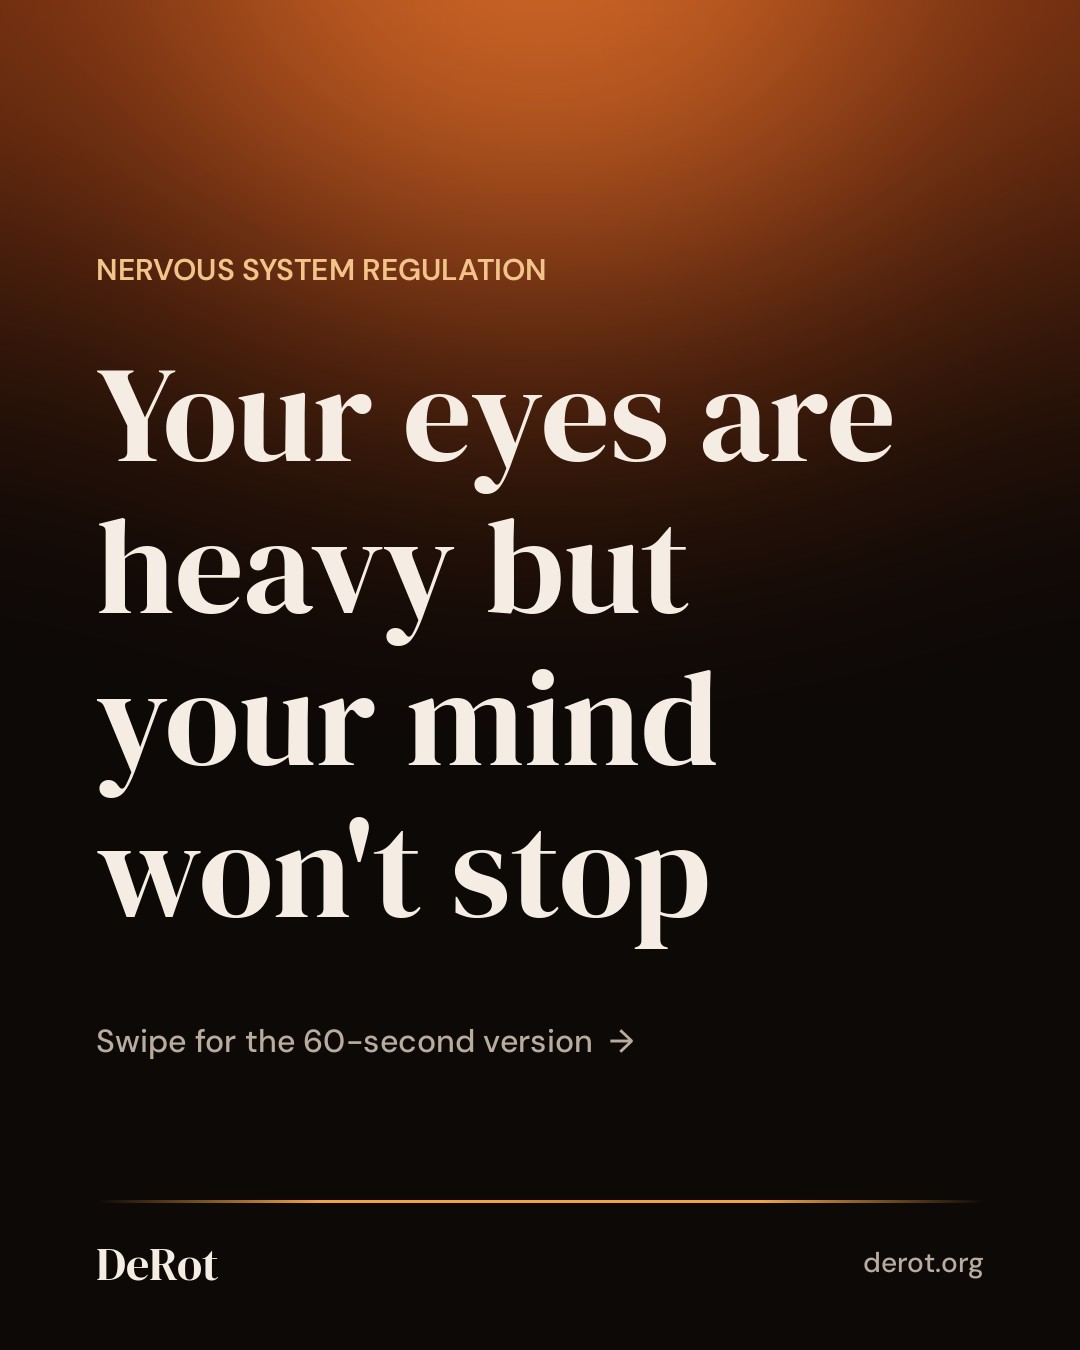 NERVOUS SYSTEM REGULATION
Your eyes are
heavy but
your mind
won't stop
Swipe for the 60-second version →
DeRot
derot.org